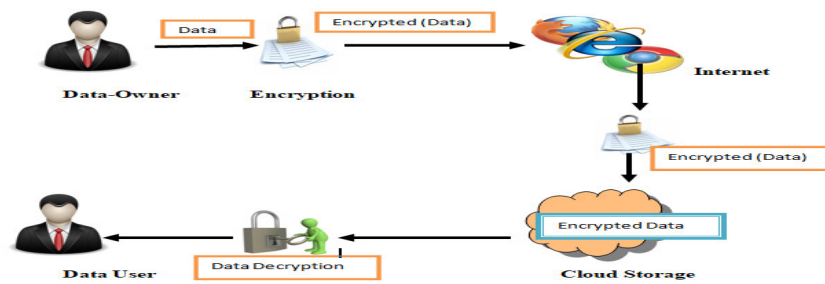 Data
Encrypted (Data)
Data-Owner
Encryption
Internet
Encrypted (Data)
Encrypted Data
Data Decryption
Data User
Cloud Storage